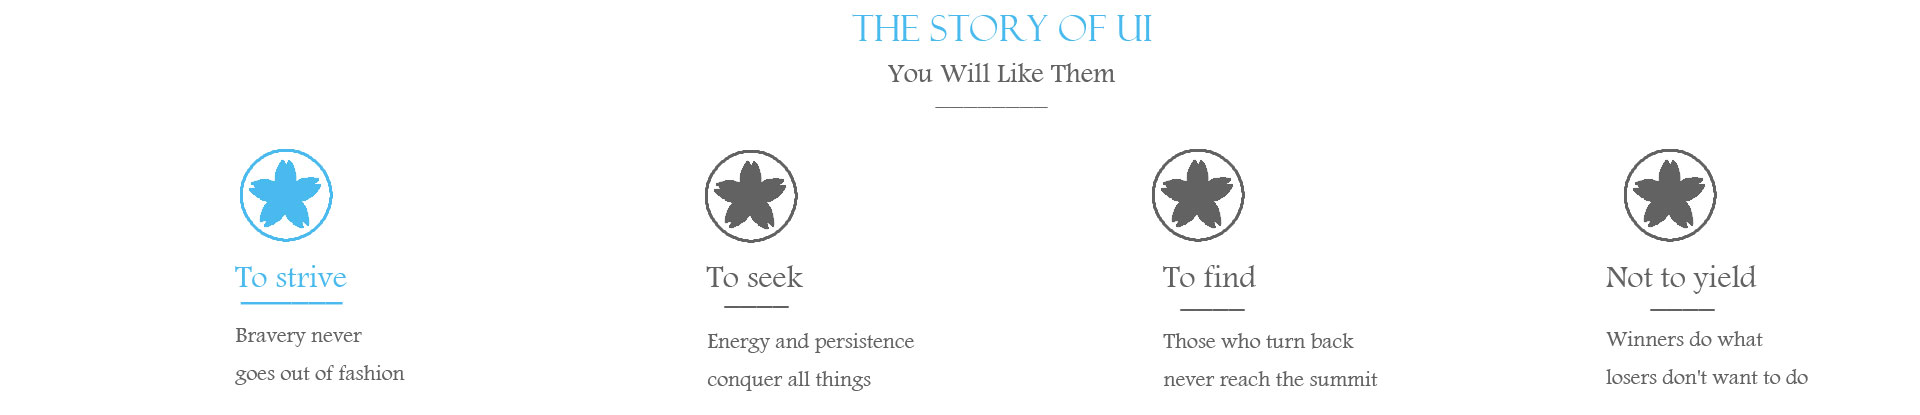 THE STORY OF UI
You Will Like Them
To strive
Bravery never
goes out of fashion
To seek
Energy and persistence
conquer all things
To find
Those who turn back
never reach the summit
Not to yield
Winners do what
losers don't want to do